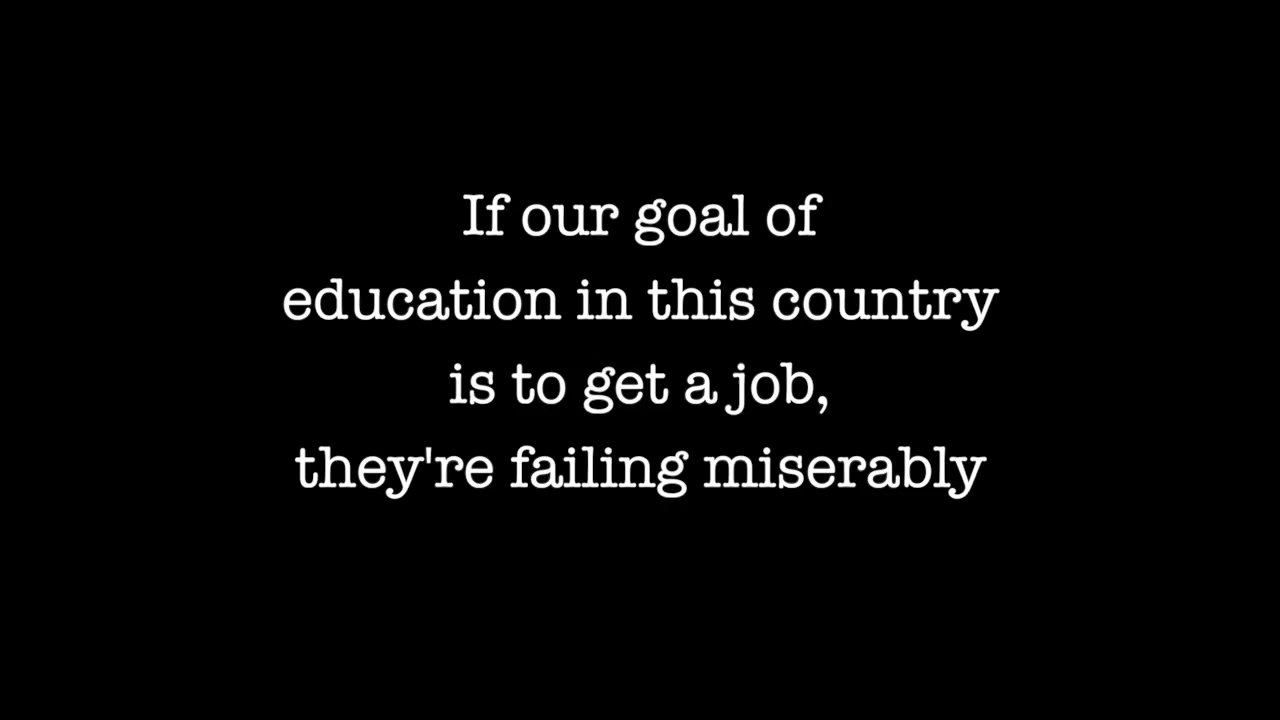 If our goal of
education in this country
is to get a job,
they're failing miserably